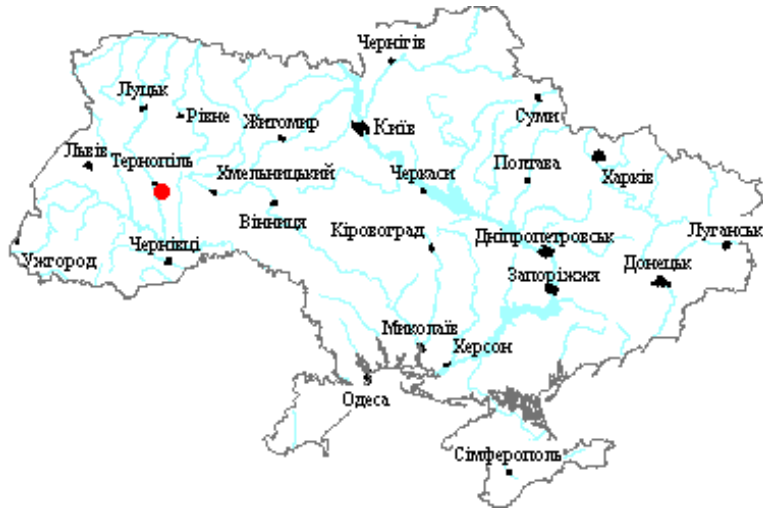 Чернігів
Луцьк
Рівне
Суми
Житомир
Київ
Львів
Тернопіль
Хмельницький
Черкаси
Полтава
Харків
Вінниця
Кіровоград
Дніпропетровськ
Луганськ
Ужгород
Чернівці
Запоріжжя
Донецьк
Миколаїв
Херсон
Одеса
Сімферополь